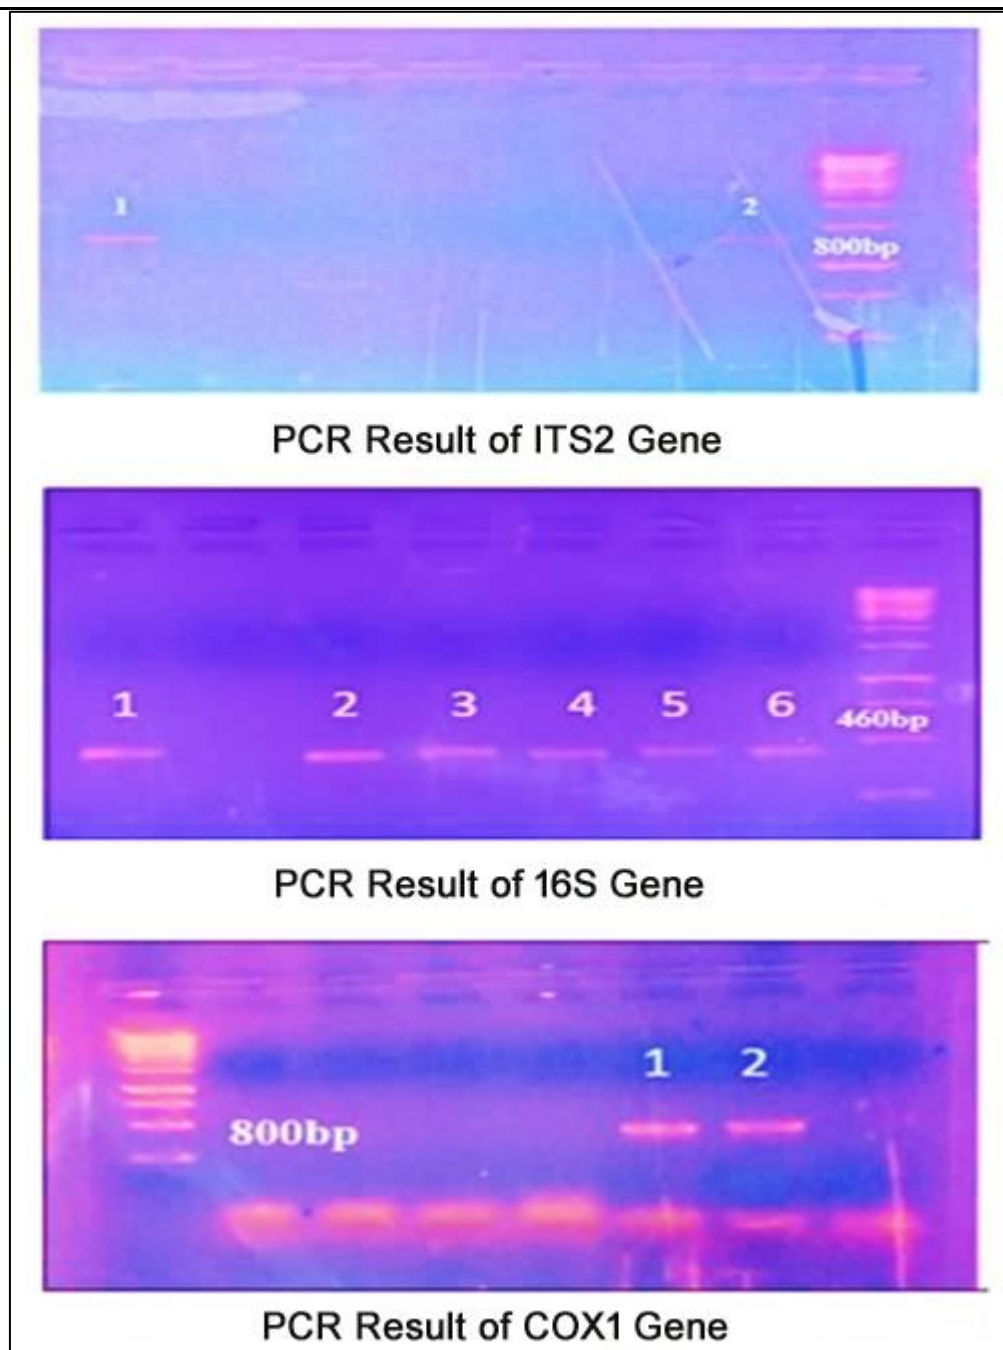 1
2
800bp
PCR Result of ITS2 Gene
1 2 3 4 5 6
460bp
PCR Result of 16S Gene
1 2
800bp
PCR Result of COX1 Gene